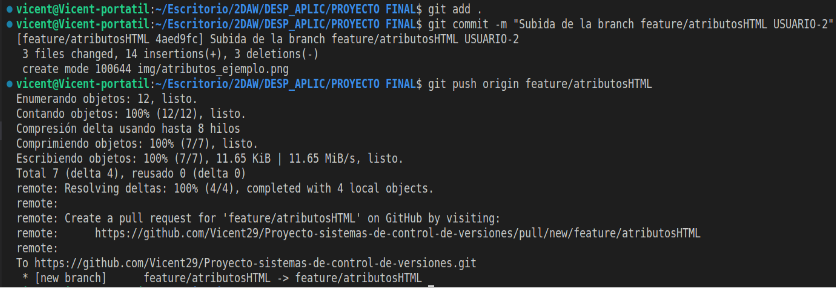 vicent@Vicent-portatil:~/Escritorio/2DAW/DESP_APLIC/PROYECTO FINAL$ git add .
vicent@Vicent-portatil:~/Escritorio/2DAW/DESP_APLIC/PROYECTO FINAL$ git commit -m "Subida de la branch feature/atributosHTML USUARIO-2"
[feature/atributosHTML 4aed9fc] Subida de la branch feature/atributosHTML USUARIO-2
3 files changed, 14 insertions(+), 3 deletions(-)
create mode 100644 img/atributos_ejemplo.png
vicent@Vicent-portatil:~/Escritorio/2DAW/DESP_APLIC/PROYECTO FINAL$ git push origin feature/atributosHTML
Enumerando objetos: 12, listo.
Contando objetos: 100% (12/12), listo.
Compresión delta usando hasta 8 hilos
Comprimiendo objetos: 100% (7/7), listo.
Escribiendo objetos: 100% (7/7), 11.65 KiB | 11.65 MiB/s, listo.
Total 7 (delta 4), reusado 0 (delta 0)
remote: Resolving deltas: 100% (4/4), completed with 4 local objects.
remote:
remote: Create a pull request for 'feature/atributosHTML' on GitHub by visiting:
remote:      https://github.com/Vicent29/Proyecto-sistemas-de-control-de-versiones/pull/new/feature/atributosHTML
remote:
To https://github.com/Vicent29/Proyecto-sistemas-de-control-de-versiones.git
* [new branch]      feature/atributosHTML -> feature/atributosHTML